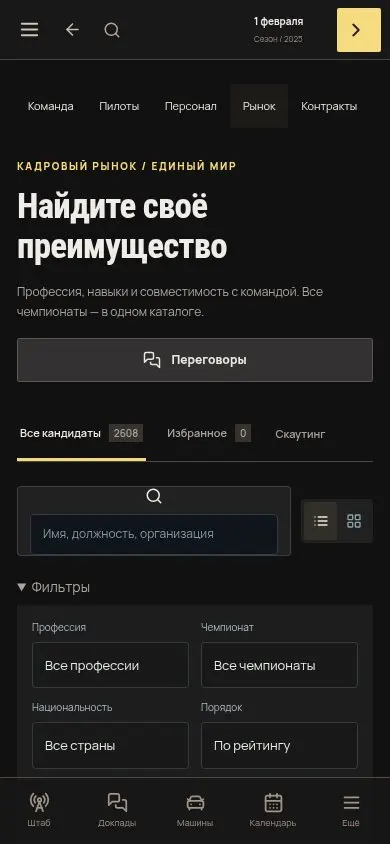 1 февраля
Сезон / 2025
Команда Пилоты Персонал Рынок Контракты
КАДРОВЫЙ РЫНОК / ЕДИНЫЙ МИР
Найдите своё
преимущество
Профессия, навыки и совместимость с командой. Все
чемпионаты — в одном каталоге.
Переговоры
Все кандидаты 2608 Избранное 0 Скаутинг
Имя, должность, организация
▼ Фильтры
Профессия Чемпионат
Все профессии Все чемпионаты
Национальность Порядок
Все страны По рейтингу
Штаб Доклады Машины Календарь Ещё